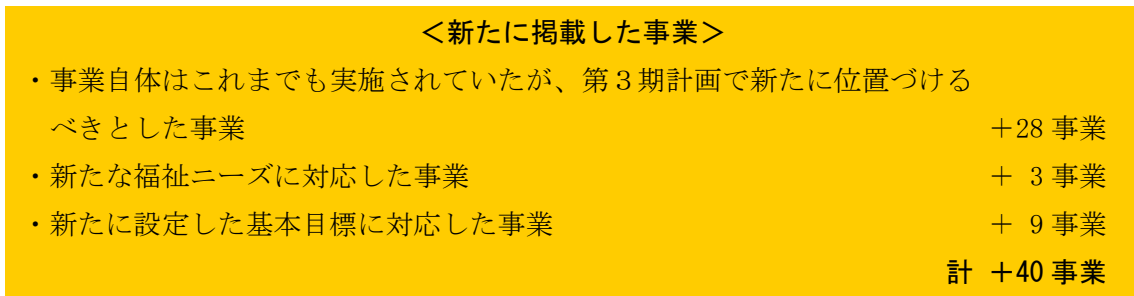 ＜新たに掲載した事業＞
・事業自体はこれまでも実施されていたが、第３期計画で新たに位置づける
べきとした事業 ＋28 事業
・新たな福祉ニーズに対応した事業 ＋ 3 事業
・新たに設定した基本目標に対応した事業 ＋ 9 事業
計 ＋40 事業